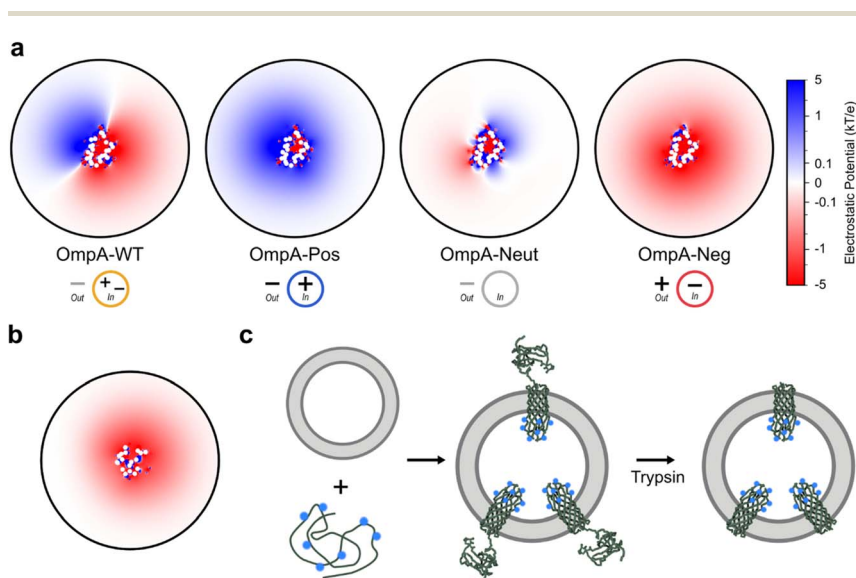 a
5
1
0.1
0
-0.1
-1
-5
Electrostatic Potential (kT/e)
OmpA-WT OmpA-Pos OmpA-Neut OmpA-Neg
− Out + − In − Out + In − Out In + Out − In
b
c
+
Trypsin